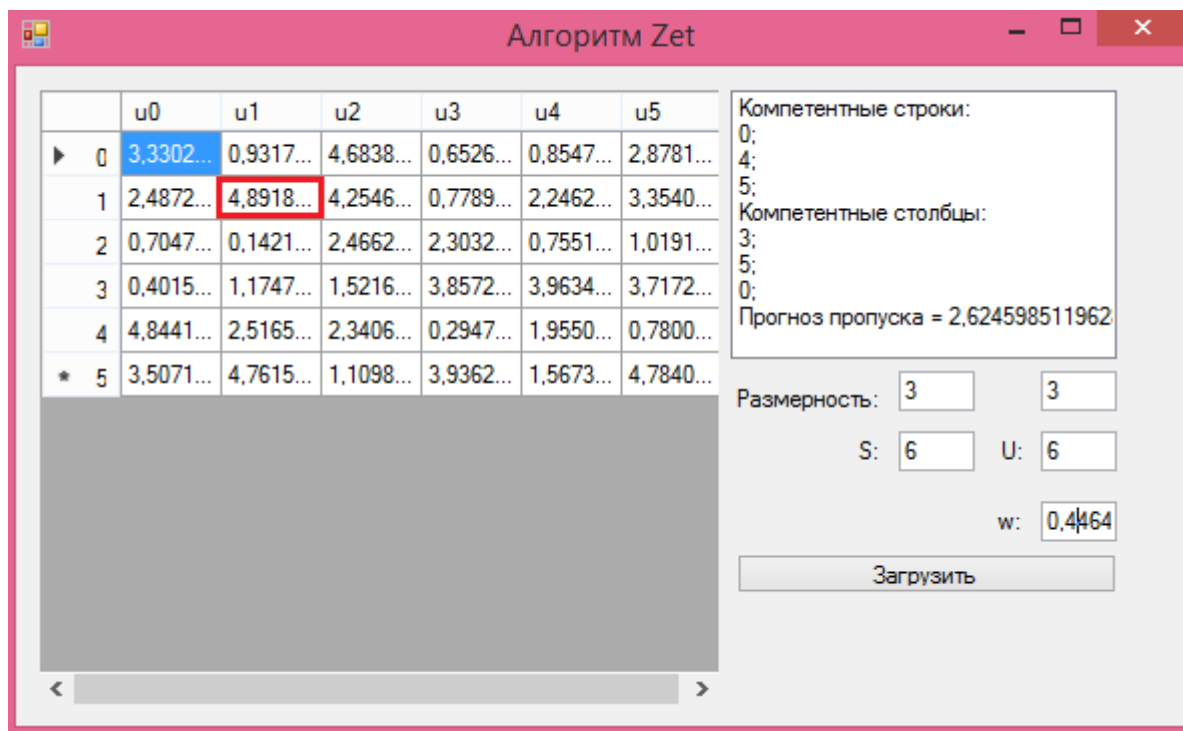 Алгоритм Zet
u0 u1 u2 u3 u4 u5
0 3,3302... 0,9317... 4,6838... 0,6526... 0,8547... 2,8781...
1 2,4872... 4,8918... 4,2546... 0,7789... 2,2462... 3,3540...
2 0,7047... 0,1421... 2,4662... 2,3032... 0,7551... 1,0191...
3 0,4015... 1,1747... 1,5216... 3,8572... 3,9634... 3,7172...
4 4,8441... 2,5165... 2,3406... 0,2947... 1,9550... 0,7800...
* 5 3,5071... 4,7615... 1,1098... 3,9362... 1,5673... 4,7840...
Компетентные строки:
0;
4;
5;
Компетентные столбцы:
3;
5;
0;
Прогноз пропуска = 2,624598511962
Размерность: 3 3
S: 6 U: 6
w: 0,4464
Загрузить